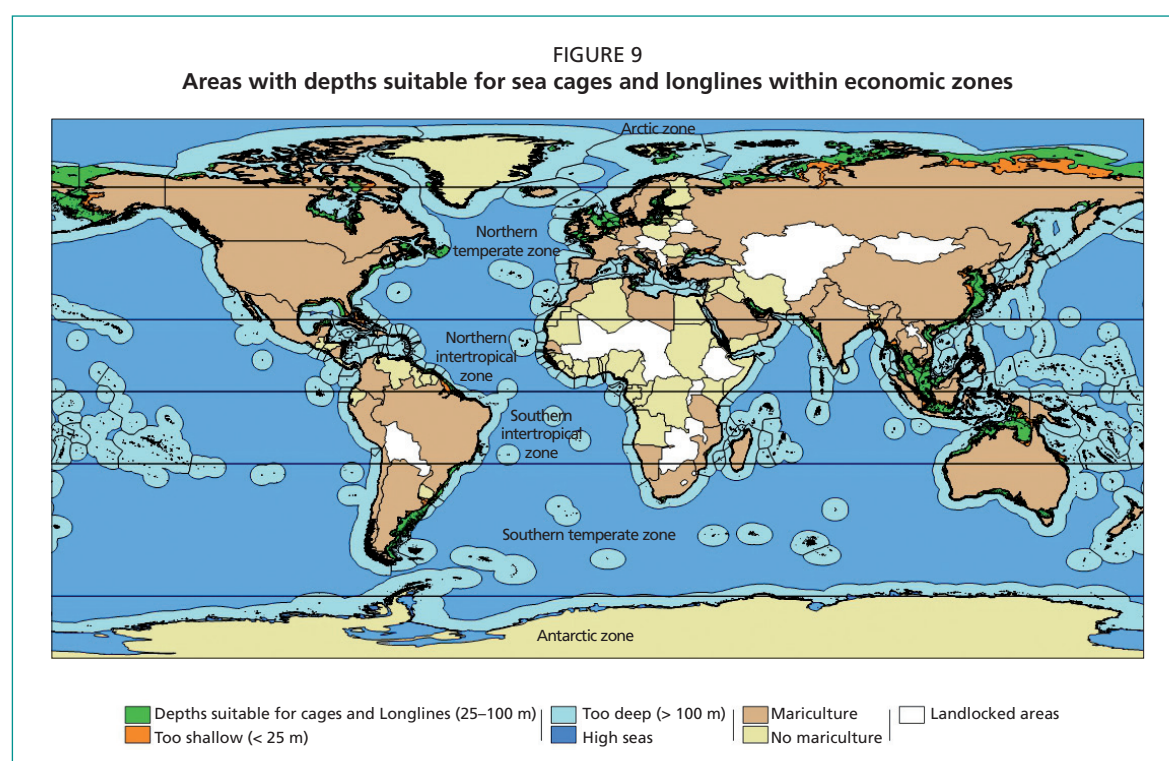 FIGURE 9
Areas with depths suitable for sea cages and longlines within economic zones
Arctic zone
Northern
temperate zone
Northern
intertropical
zone
Southern
intertropical
zone
Southern temperate zone
Antarctic zone
Depths suitable for cages and Longlines (25–100 m)
Too shallow (< 25 m)
Too deep (> 100 m)
High seas
Mariculture
No mariculture
Landlocked areas